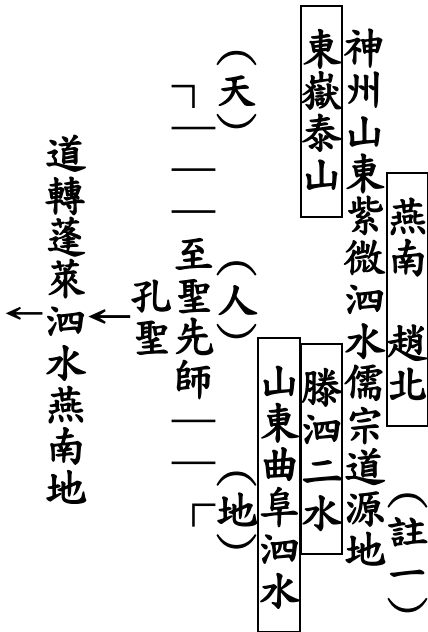 燕南 趙北
（註一）
神州山東紫微泗水儒宗道源地
東嶽泰山
滕泗二水
山東曲阜泗水
（天）
（人）
（地）
至聖先師
孔聖
道轉蓬萊泗水燕南地